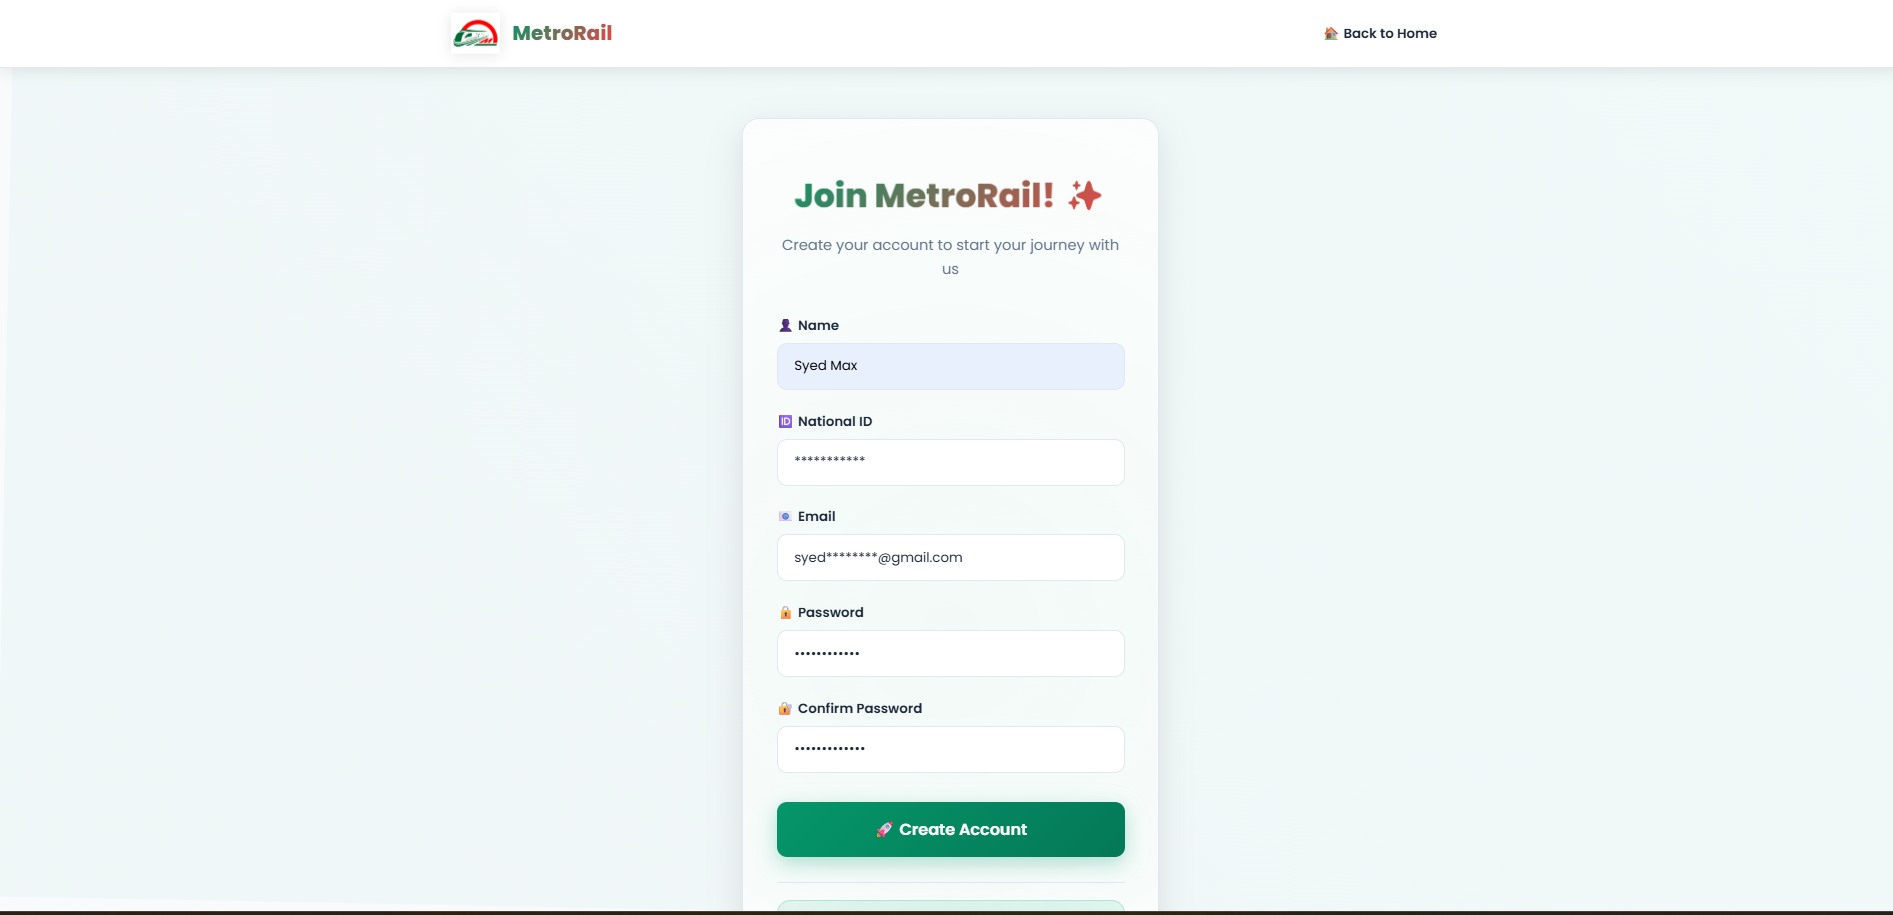 MetroRail
Back to Home
Join MetroRail!
Create your account to start your journey with
us
Name
Syed Max
ID National ID
***********
Email
syed********@gmail.com
Password
••••••••••••
Confirm Password
•••••••••••••
Create Account